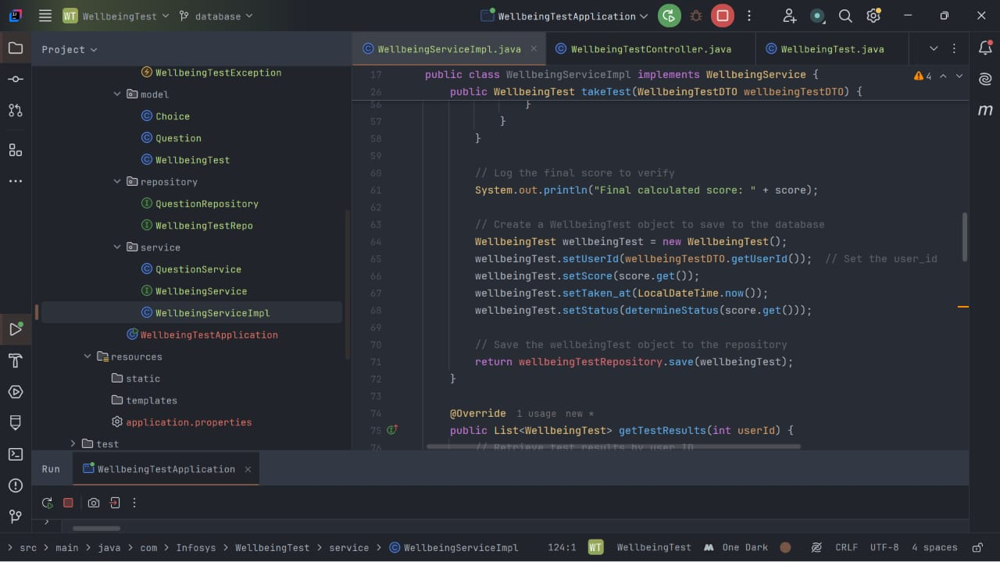 WT WellbeingTest database WellbeingTestApplication
Project
WellbeingTestException
model
Choice
Question
WellbeingTest
repository
QuestionRepository
WellbeingTestRepo
service
QuestionService
WellbeingService
WellbeingServiceImpl
WellbeingTestApplication
resources
static
templates
application.properties
test
WellbeingServiceImpl.java WellbeingTestController.java WellbeingTest.java
17 public class WellbeingServiceImpl implements WellbeingService { 4
26 public WellbeingTest takeTest(WellbeingTestDTO wellbeingTestDTO) {
56 }
57 }
58 }
59
60 // Log the final score to verify
61 System.out.println("Final calculated score: " + score);
62
63 // Create a WellbeingTest object to save to the database
64 WellbeingTest wellbeingTest = new WellbeingTest();
65 wellbeingTest.setUserId(wellbeingTestDTO.getUserId()); // Set the user_id
66 wellbeingTest.setScore(score.get());
67 wellbeingTest.setTaken_at(LocalDateTime.now());
68 wellbeingTest.setStatus(determineStatus(score.get()));
69
70 // Save the wellbeingTest object to the repository
71 return wellbeingTestRepository.save(wellbeingTest);
72 }
73
74 @Override 1 usage new *
75 public List<WellbeingTest> getTestResults(int userId) {
76 // Retrieve test results by user ID
Run WellbeingTestApplication
src > main > java > com > Infosys > WellbeingTest > service > WellbeingServiceImpl 124:1 WT WellbeingTest One Dark CRLF UTF-8 4 spaces